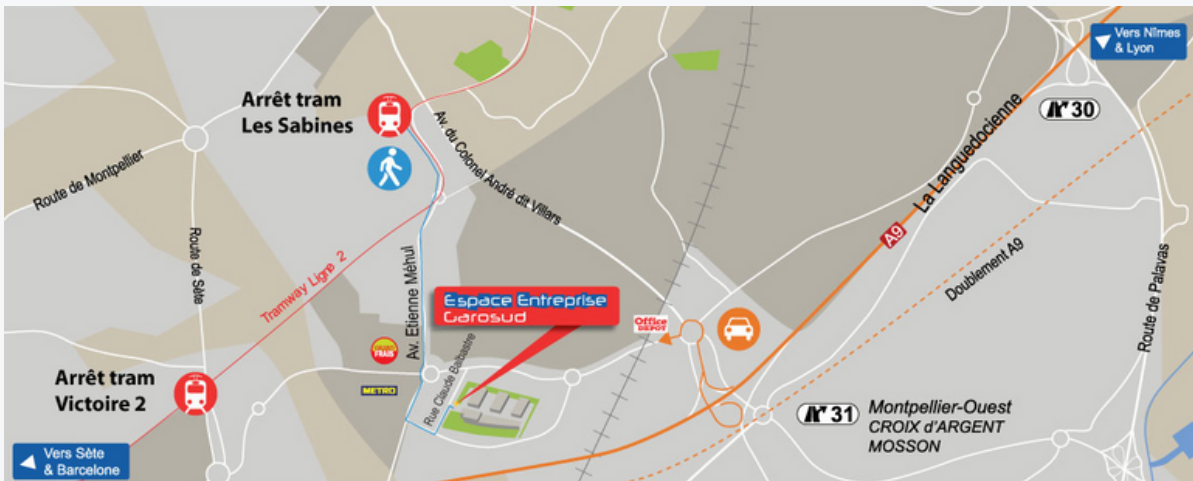 Vers Nîmes
& Lyon
Arrêt tram
Les Sabines
30
Av. du Colonel André dit Villars
La Languedocienne
Route de Montpellier
A9
Route de Sète
Tramway Ligne 2
Av. Etienne Méhul
Doublement A9
Route de Palavas
Espace Entreprise
Garosud
Office
DEPOT
FRAIS
Rue Claude Balbastre
METRO
Arrêt tram
Victoire 2
31
Montpellier-Ouest
CROIX d'ARGENT
MOSSON
Vers Sète
& Barcelone